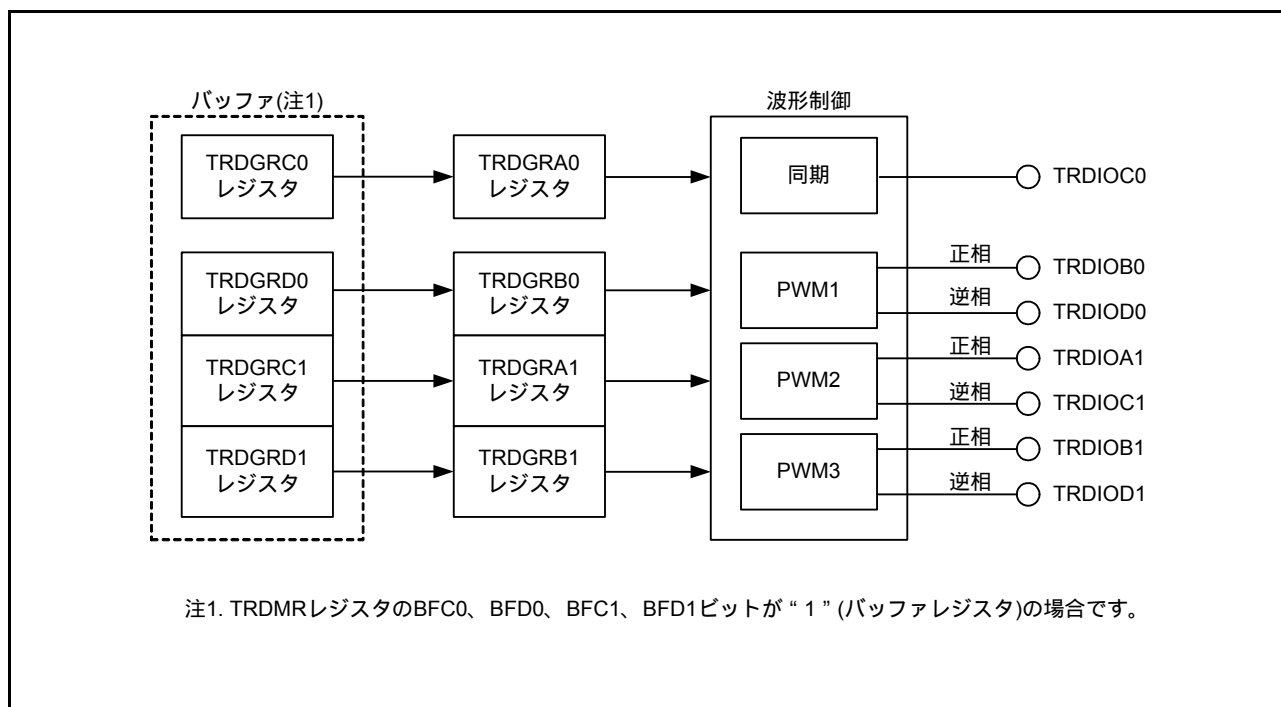 バッファ(注1)
波形制御
TRDGRC0
レジスタ
TRDGRA0
レジスタ
同期
TRDIOC0
TRDGRD0
レジスタ
TRDGRB0
レジスタ
PWM1
正相
TRDIOB0
逆相
TRDIOD0
TRDGRC1
レジスタ
TRDGRA1
レジスタ
PWM2
正相
TRDIOA1
逆相
TRDIOC1
TRDGRD1
レジスタ
TRDGRB1
レジスタ
PWM3
正相
TRDIOB1
逆相
TRDIOD1
注1. TRDMRレジスタのBFC0、BFD0、BFC1、BFD1ビットが “ 1 ” (バッファレジスタ)の場合です。